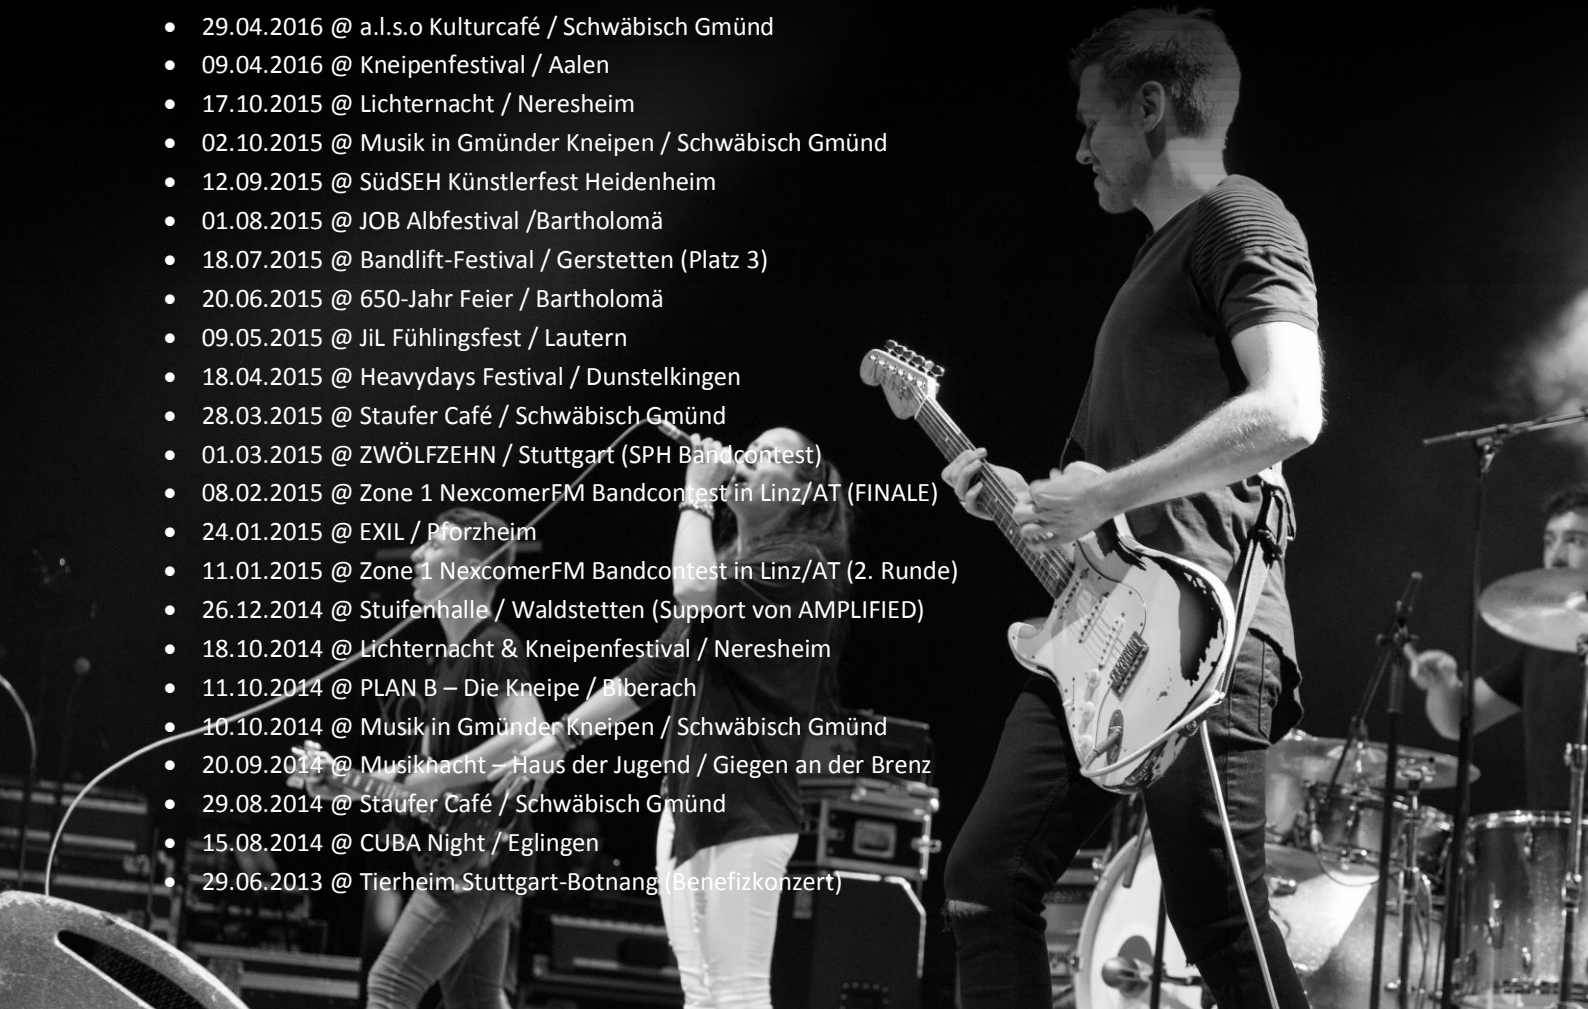 • 29.04.2016 @ a.l.s.o Kulturcafé / Schwäbisch Gmünd
• 09.04.2016 @ Kneipenfestival / Aalen
• 17.10.2015 @ Lichternacht / Neresheim
• 02.10.2015 @ Musik in Gmünder Kneipen / Schwäbisch Gmünd
• 12.09.2015 @ SüdSEH Künstlerfest Heidenheim
• 01.08.2015 @ JOB Albfestival /Bartholomä
• 18.07.2015 @ Bandlift-Festival / Gerstetten (Platz 3)
• 20.06.2015 @ 650-Jahr Feier / Bartholomä
• 09.05.2015 @ JiL Fühlingsfest / Lautern
• 18.04.2015 @ Heavydays Festival / Dunstelkingen
• 28.03.2015 @ Staufer Café / Schwäbisch Gmünd
• 01.03.2015 @ ZWÖLFZEHN / Stuttgart (SPH Bandcontest)
• 08.02.2015 @ Zone 1 NexcomerFM Bandcontest in Linz/AT (FINALE)
• 24.01.2015 @ EXIL / Pforzheim
• 11.01.2015 @ Zone 1 NexcomerFM Bandcontest in Linz/AT (2. Runde)
• 26.12.2014 @ Stuifenhalle / Waldstetten (Support von AMPLIFIED)
• 18.10.2014 @ Lichternacht & Kneipenfestival / Neresheim
• 11.10.2014 @ PLAN B – Die Kneipe / Biberach
• 10.10.2014 @ Musik in Gmünder Kneipen / Schwäbisch Gmünd
• 20.09.2014 @ Musiknacht – Haus der Jugend / Giegen an der Brenz
• 29.08.2014 @ Staufer Café / Schwäbisch Gmünd
• 15.08.2014 @ CUBA Night / Eglingen
• 29.06.2013 @ Tierheim Stuttgart-Botnang (Benefizkonzert)